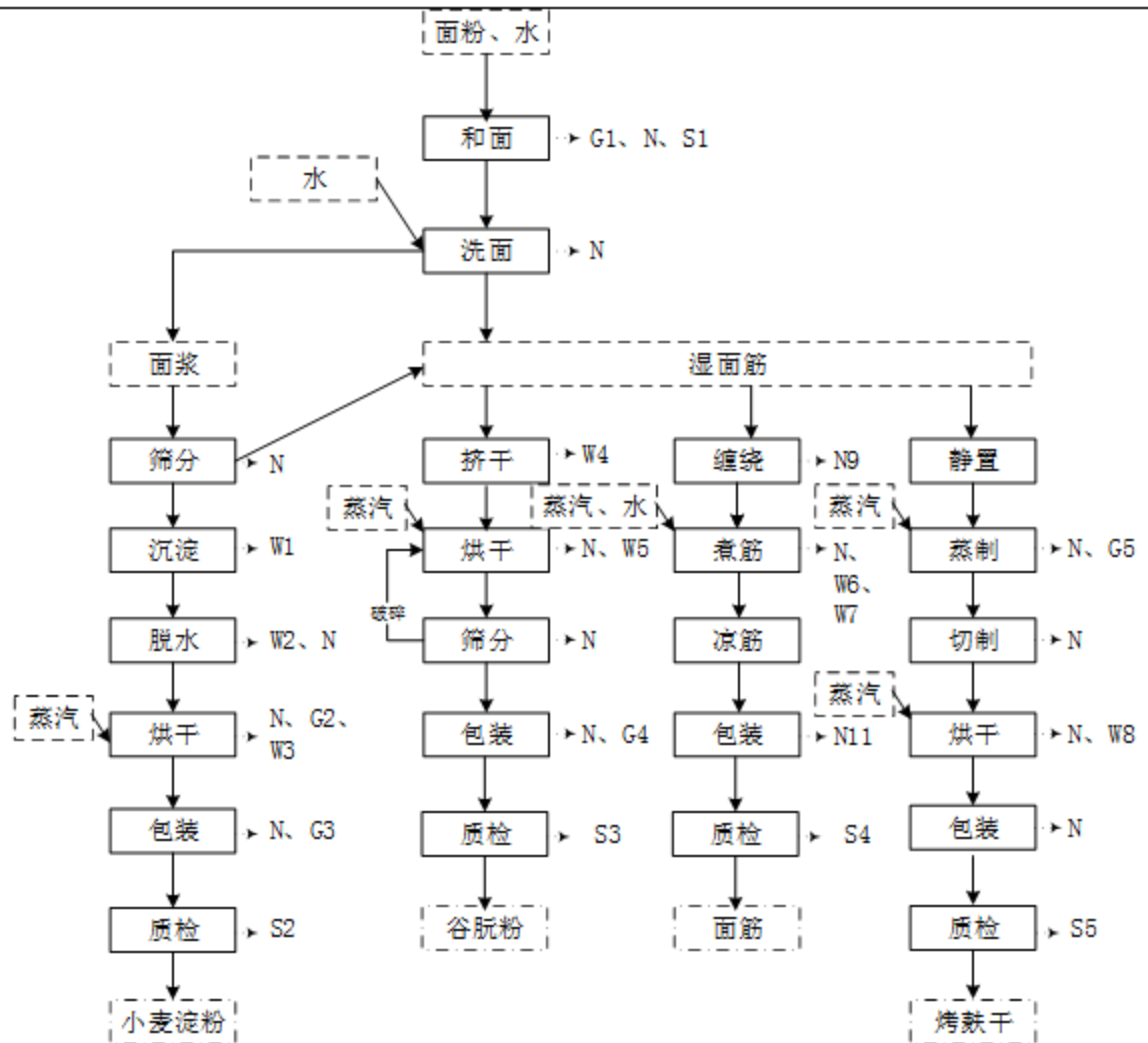 面粉、水
和面
G1、N、S1
水
洗面
N
面浆
湿面筋
筛分
N
挤干
W4
缠绕
N9
静置
蒸汽
蒸汽、水
蒸汽
沉淀
W1
烘干
N、W5
煮筋
N、
W6、
W7
蒸制
N、G5
破碎
脱水
W2、N
筛分
N
凉筋
切制
N
蒸汽
蒸汽
烘干
N、G2、
W3
包装
N、G4
包装
N11
烘干
N、W8
包装
N、G3
质检
S3
质检
S4
包装
N
质检
S2
谷朊粉
面筋
质检
S5
小麦淀粉
烤麸干